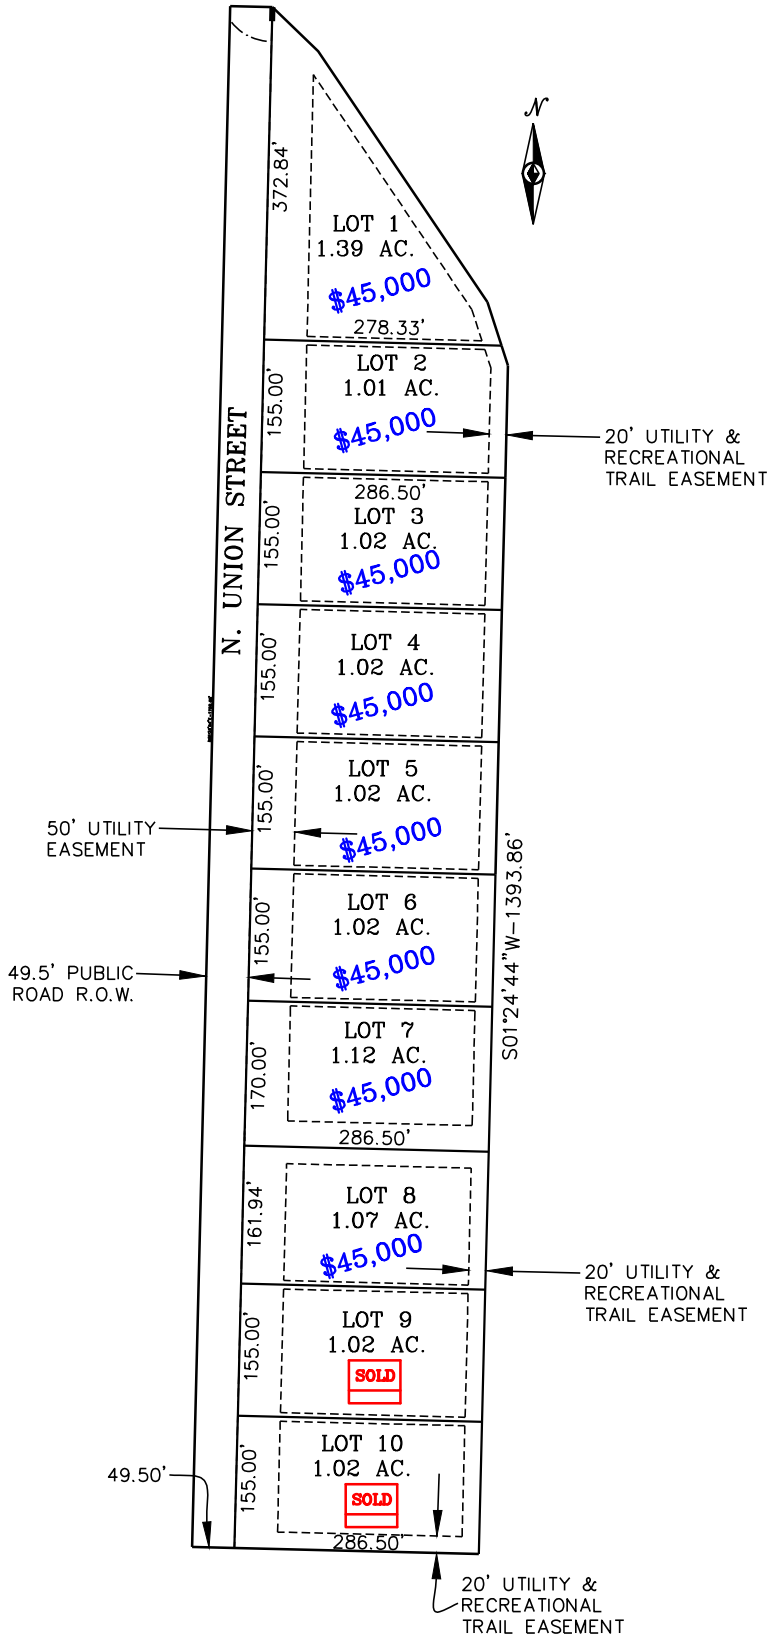 N
372.84'
LOT 1
1.39 AC.
$45,000
278.33'
155.00'
LOT 2
1.01 AC.
$45,000
20' UTILITY &
RECREATIONAL
TRAIL EASEMENT
286.50'
155.00'
LOT 3
1.02 AC.
$45,000
N. UNION STREET
155.00'
LOT 4
1.02 AC.
$45,000
155.00'
LOT 5
1.02 AC.
$45,000
50' UTILITY
EASEMENT
S01°24'44"W-1393.86'
155.00'
LOT 6
1.02 AC.
$45,000
49.5' PUBLIC
ROAD R.O.W.
170.00'
LOT 7
1.12 AC.
$45,000
286.50'
161.94'
LOT 8
1.07 AC.
$45,000
20' UTILITY &
RECREATIONAL
TRAIL EASEMENT
155.00'
LOT 9
1.02 AC.
SOLD
155.00'
LOT 10
1.02 AC.
SOLD
49.50'
286.50'
20' UTILITY &
RECREATIONAL
TRAIL EASEMENT